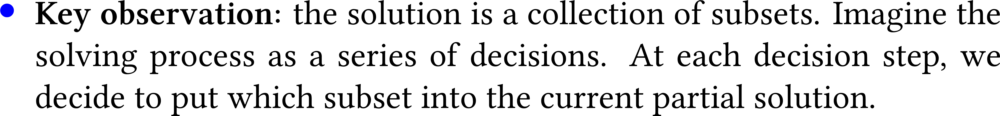 • Key observation: the solution is a collection of subsets. Imagine the
solving process as a series of decisions. At each decision step, we
decide to put which subset into the current partial solution.